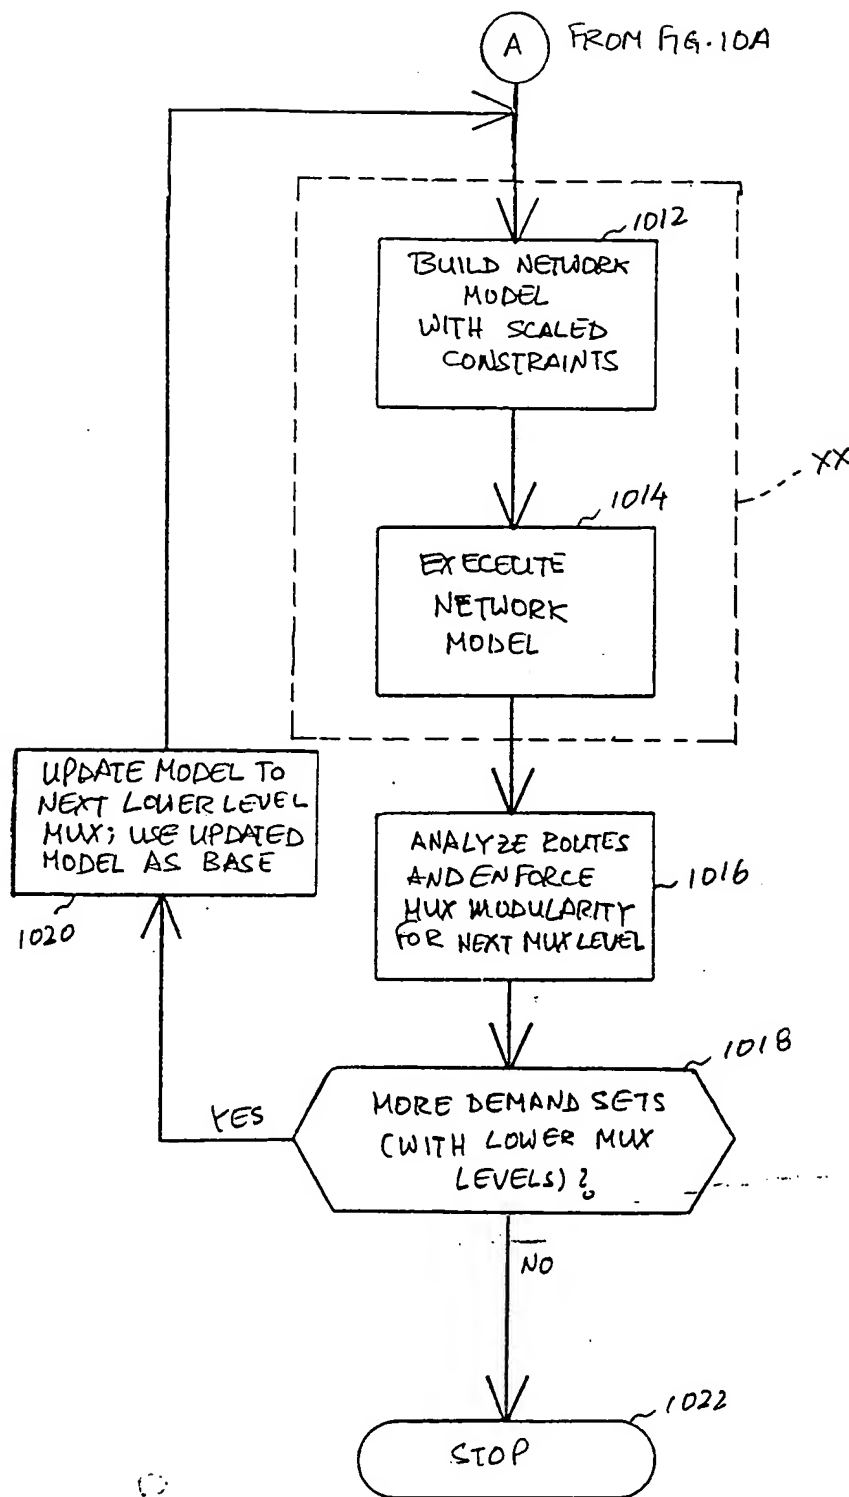 A FROM FIG.10A
1012
BUILD NETWORK
MODEL
WITH SCALED
CONSTRAINTS
XX
1014
EXECEUTE
NETWORK
MODEL
UPDATE MODEL TO
NEXT LOWER LEVEL
MUX; USE UPDATED
MODEL AS BASE
1020
ANALYZE ROUTES
AND ENFORCE
MUX MODULARITY
FOR NEXT MUX LEVEL
1016
1018
YES
MORE DEMAND SETS
(WITH LOWER MUX
LEVELS)?
NO
1022
STOP